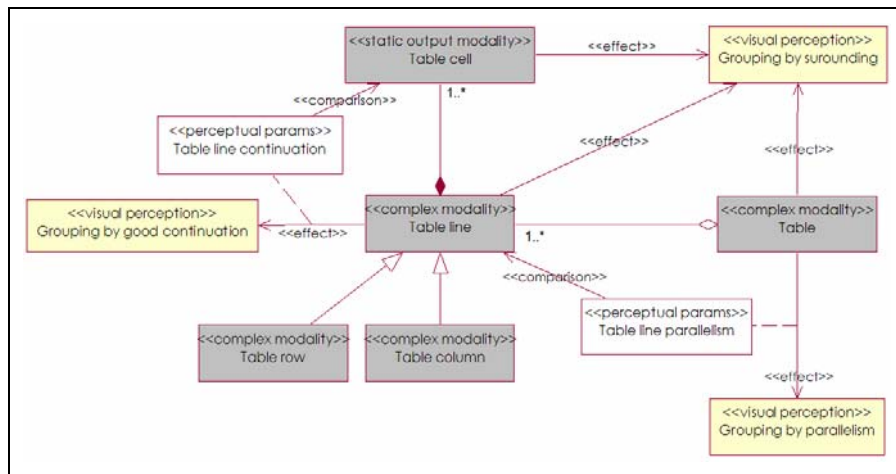 <<static output modality>>
Table cell
<<effect>>
<<visual perception>>
Grouping by surounding
<<comparison>>
1..*
<<perceptual params>>
Table line continuation
<<effect>>
<<effect>>
<<visual perception>>
Grouping by good continuation
<<effect>>
<<complex modality>>
Table line
1..*
<<complex modality>>
Table
<<comparison>>
<<perceptual params>>
Table line parallelism
<<complex modality>>
Table row
<<complex modality>>
Table column
<<effect>>
<<visual perception>>
Grouping by parallelism